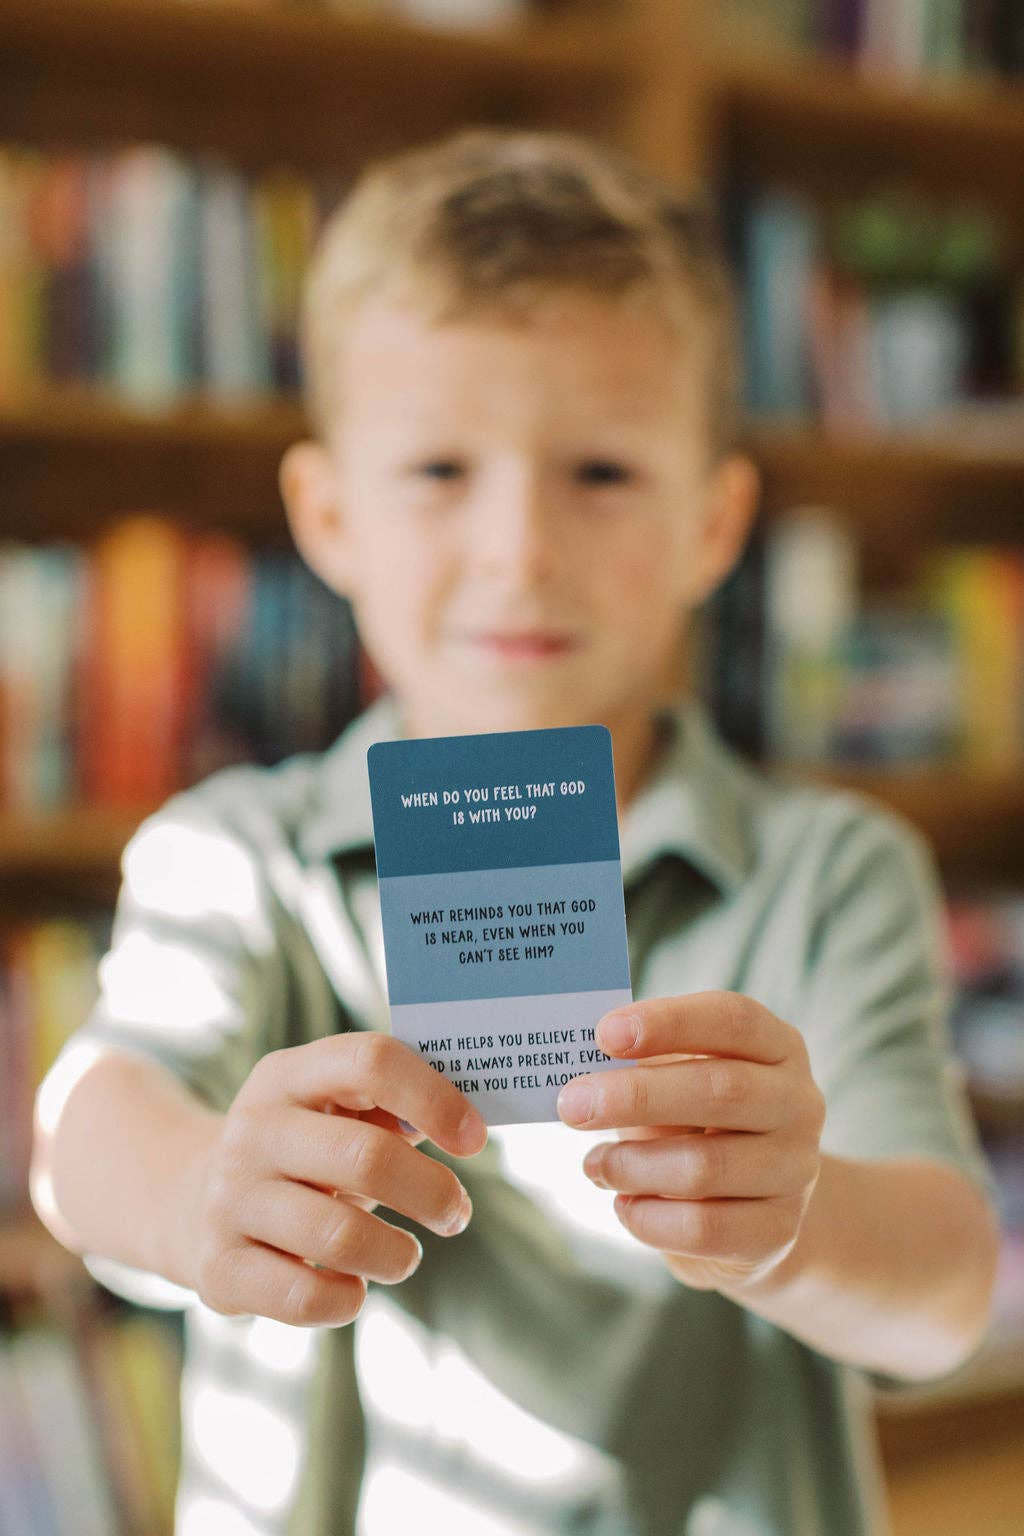 WHEN DO YOU FEEL THAT GOD
IS WITH YOU?
WHAT REMINDS YOU THAT GOD
IS NEAR, EVEN WHEN YOU
CAN'T SEE HIM?
WHAT HELPS YOU BELIEVE
IS ALWAYS PRESENT, EVEN
YOU FEEL